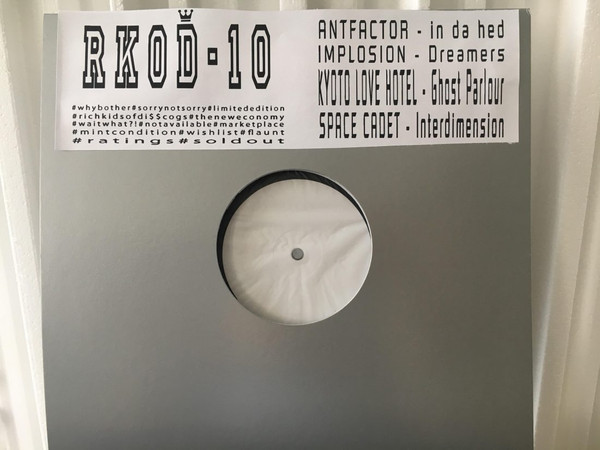 RKOD-10
#whybother#sorrynotsorry#limitededition
#richkidsofdi$$cogs#theneweconomy
#waitwhat?!#notavailable#marketplace
#mintcondition#wishlist#flaunt
#ratings#soldout
ANTFACTOR - in da hed
IMPLOSION - Dreamers
KYOTO LOVE HOTEL - Ghost Parlour
SPACE CADET - Interdimension